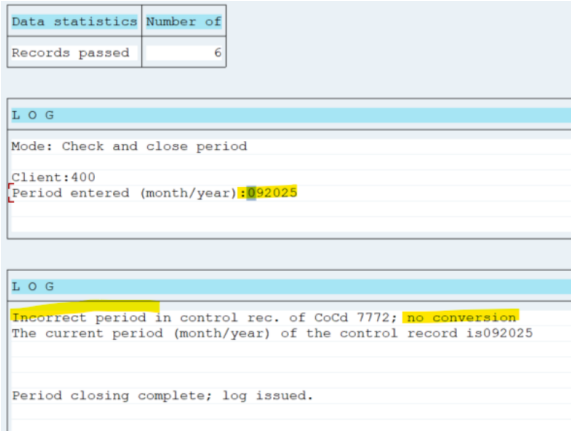 Data statistics Number of
Records passed 6
L O G
Mode: Check and close period
Client:400
Period entered (month/year):092025
L O G
Incorrect period in control rec. of CoCd 7772; no conversion
The current period (month/year) of the control record is092025
Period closing complete; log issued.